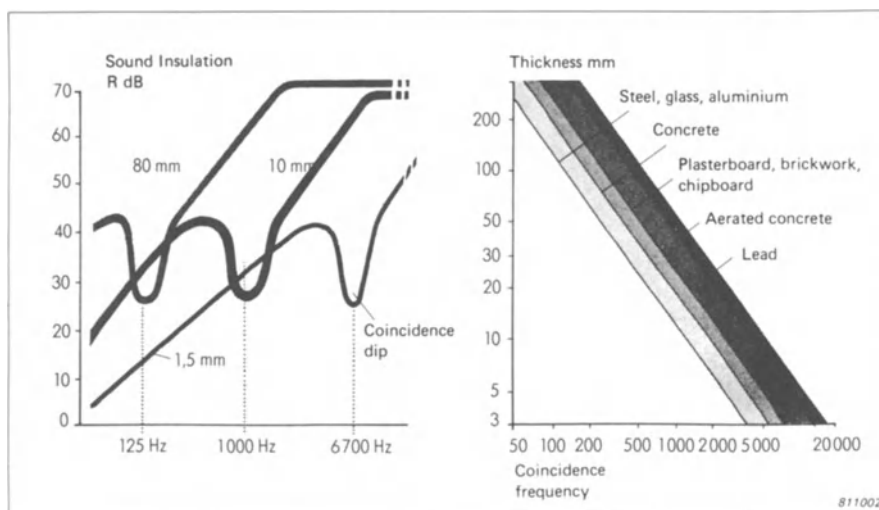 Sound Insulation
R dB
70
60
50
40
30
20
10
0
80 mm
10 mm
1,5 mm
Coincidence
dip
125 Hz
1000 Hz
6700 Hz
Thickness mm
200
100
50
30
20
10
5
3
Steel, glass, aluminium
Concrete
Plasterboard, brickwork,
chipboard
Aerated concrete
Lead
50 100 200 500 1000 2000 5000 20000
Coincidence
frequency
811002